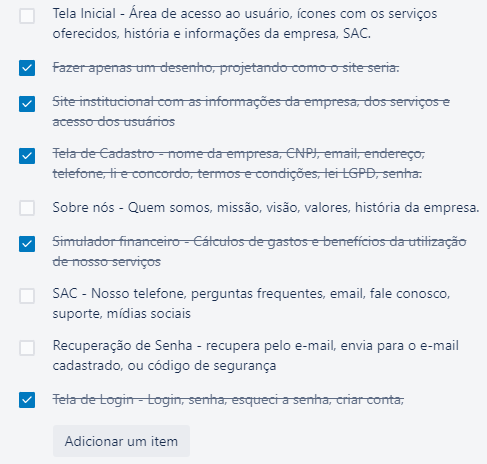 Tela Inicial - Área de acesso ao usuário, ícones com os serviços
oferecidos, história e informações da empresa, SAC.
Fazer apenas um desenho, projetando como o site seria.
Site institucional com as informações da empresa, dos serviços e
acesso dos usuários
Tela de Cadastro - nome da empresa, CNPJ, email, endereço,
telefone, li e concordo, termos e condições, lei LGPD, senha.
Sobre nós - Quem somos, missão, visão, valores, história da empresa.
Simulador financeiro - Cálculos de gastos e benefícios da utilização
de nosso serviços
SAC - Nosso telefone, perguntas frequentes, email, fale conosco,
suporte, mídias sociais
Recuperação de Senha - recupera pelo e-mail, envia para o e-mail
cadastrado, ou código de segurança
Tela de Login - Login, senha, esqueci a senha, criar conta,
Adicionar um item